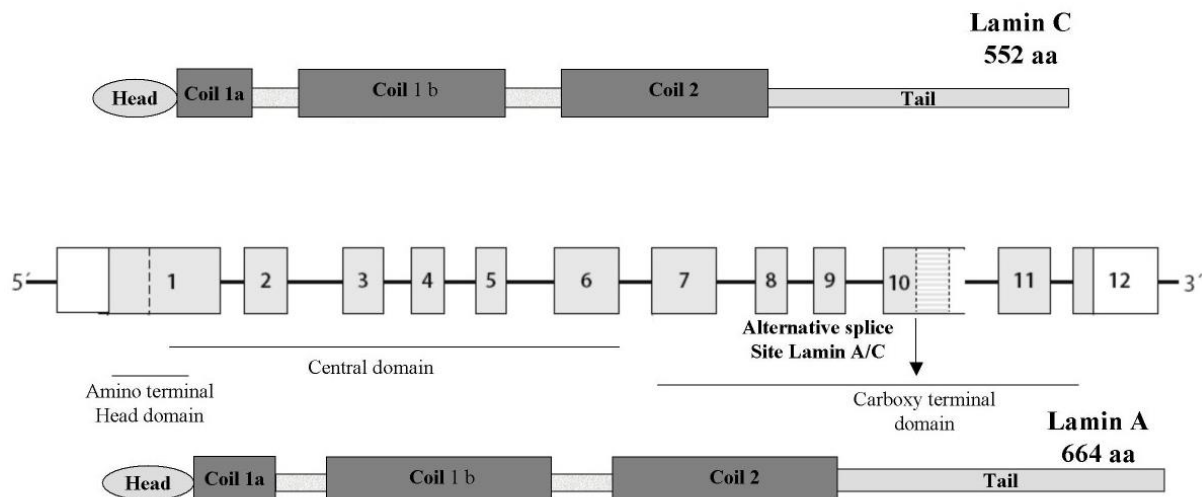 Lamin C
552 aa
Head
Coil 1a
Coil 1 b
Coil 2
Tail
5´
1
2
3
4
5
6
7
8
9
10
11
12
3´
Alternative splice
Site Lamin A/C
Central domain
Amino terminal
Head domain
Carboxy terminal
domain
Lamin A
664 aa
Head
Coil 1a
Coil 1 b
Coil 2
Tail